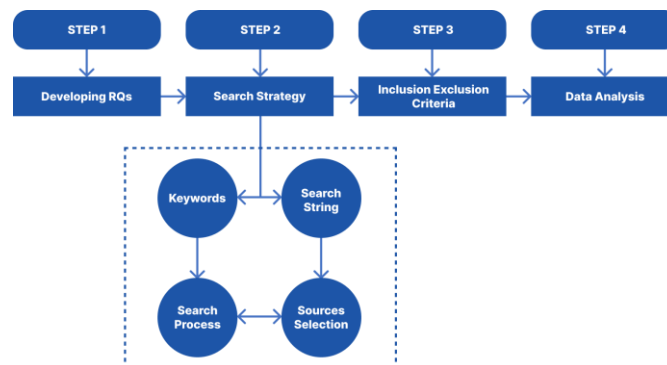 STEP 1
STEP 2
STEP 3
STEP 4
Developing RQs
Search Strategy
Inclusion Exclusion
Criteria
Data Analysis
Keywords
Search
String
Search
Process
Sources
Selection